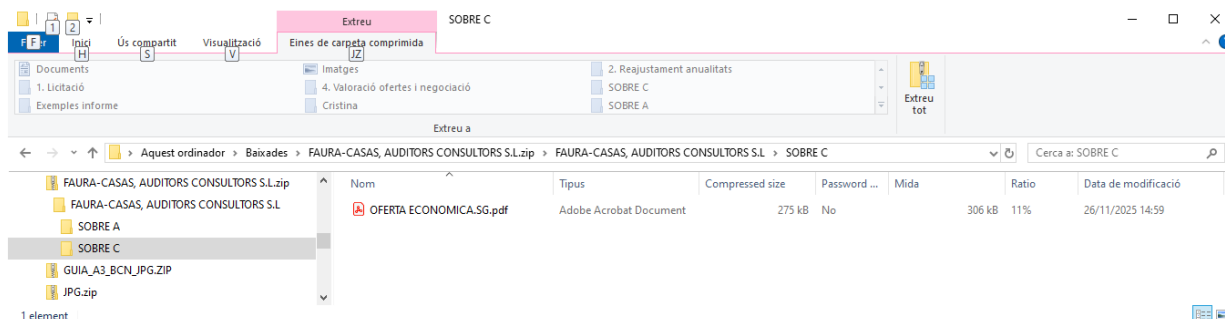 1 2 Extreu SOBRE C
F er Inici Ús compartit Visualització Eines de carpeta comprimida
F H S V JZ
Documents Imatges 2. Reajustament anualitats
1. Licitació 4. Valoració ofertes i negociació SOBRE C
Exemples informe Cristina SOBRE A
Extreu tot
Extreu a
Aquest ordinador > Baixades > FAURA-CASAS, AUDITORS CONSULTORS S.L.zip > FAURA-CASAS, AUDITORS CONSULTORS S.L > SOBRE C
Cerca a: SOBRE C
FAURA-CASAS, AUDITORS CONSULTORS S.L.zip
FAURA-CASAS, AUDITORS CONSULTORS S.L
SOBRE A
SOBRE C
GUIA_A3_BCN_JPG.ZIP
JPG.zip
Nom Tipus Compressed size Password ... Mida Ratio Data de modificació
OFERTA ECONOMICA.SG.pdf Adobe Acrobat Document 275 kB No 306 kB 11% 26/11/2025 14:59
1 element